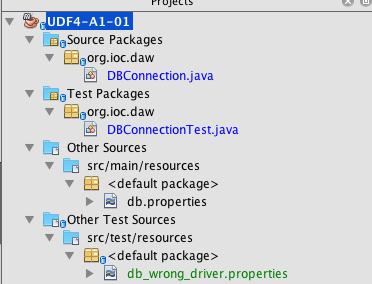 Projects
UDF4-A1-01
Source Packages
org.ioc.daw
DBConnection.java
Test Packages
org.ioc.daw
DBConnectionTest.java
Other Sources
src/main/resources
<default package>
db.properties
Other Test Sources
src/test/resources
<default package>
db_wrong_driver.properties